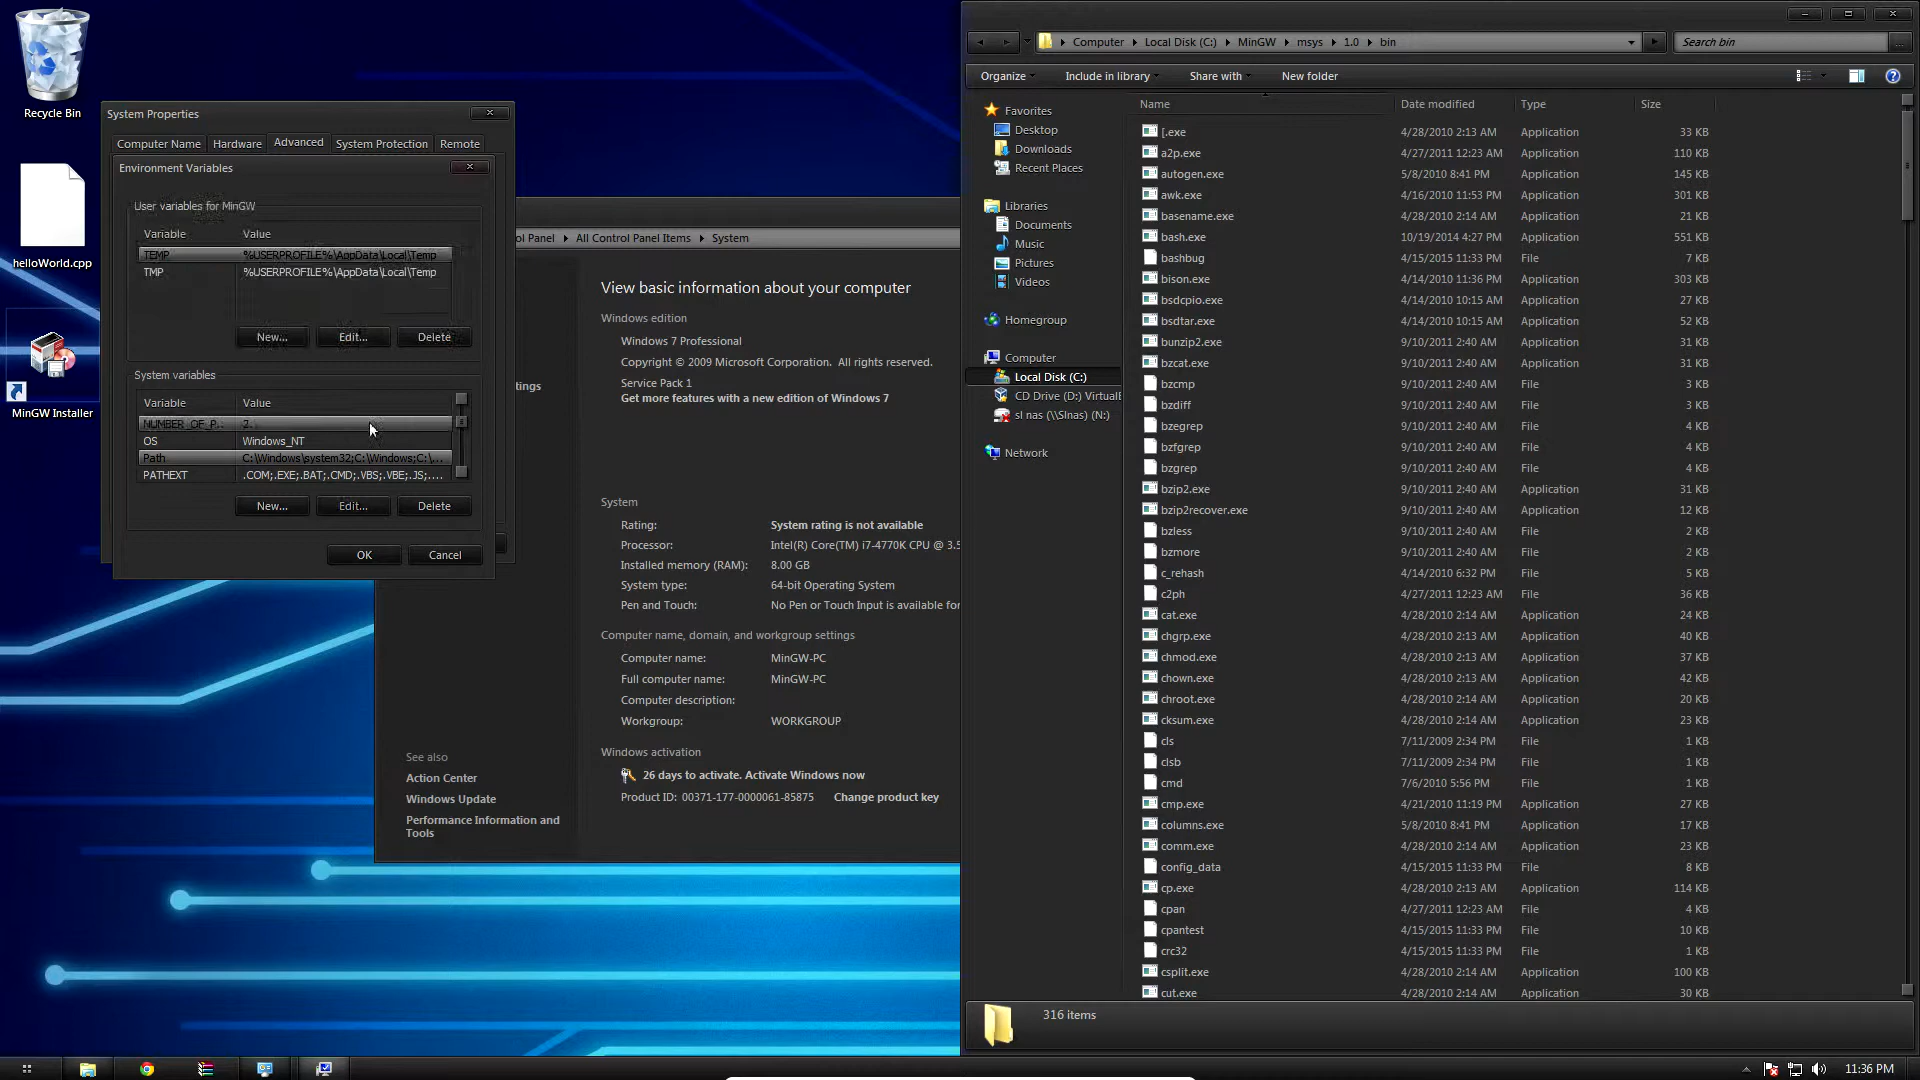 Recycle Bin
helloWorld.cpp
MinGW Installer
System Properties
Computer Name
Hardware
Advanced
System Protection
Remote
Environment Variables
User variables for MinGW
Variable Value
TEMP %USERPROFILE%\AppData\Local\Temp
TMP %USERPROFILE%\AppData\Local\Temp
New... Edit... Delete
System variables
Variable Value
NUMBER_OF_P... 2
OS Windows_NT
Path C:\Windows\system32;C:\Windows;C:\...
PATHEXT .COM;.EXE;.BAT;.CMD;.VBS;.VBE;.JS;....
New... Edit... Delete
OK Cancel
ol Panel All Control Panel Items System
tings
View basic information about your computer
Windows edition
Windows 7 Professional
Copyright © 2009 Microsoft Corporation. All rights reserved.
Service Pack 1
Get more features with a new edition of Windows 7
System
Rating: System rating is not available
Processor: Intel(R) Core(TM) i7-4770K CPU @ 3.5
Installed memory (RAM): 8.00 GB
System type: 64-bit Operating System
Pen and Touch: No Pen or Touch Input is available for
Computer name, domain, and workgroup settings
Computer name: MinGW-PC
Full computer name: MinGW-PC
Computer description:
Workgroup: WORKGROUP
Windows activation
26 days to activate. Activate Windows now
Product ID: 00371-177-0000061-85875 Change product key
See also
Action Center
Windows Update
Performance Information and
Tools
Computer Local Disk (C:) MinGW msys 1.0 bin
Search bin
Organize Include in library Share with New folder
Favorites
Desktop
Downloads
Recent Places
Libraries
Documents
Music
Pictures
Videos
Homegroup
Computer
Local Disk (C:)
CD Drive (D:) VirtualB
sl nas (\\Slnas) (N:)
Network
Name Date modified Type Size
[.exe 4/28/2010 2:13 AM Application 33 KB
a2p.exe 4/27/2011 12:23 AM Application 110 KB
autogen.exe 5/8/2010 8:41 PM Application 145 KB
awk.exe 4/16/2010 11:53 PM Application 301 KB
basename.exe 4/28/2010 2:14 AM Application 21 KB
bash.exe 10/19/2014 4:27 PM Application 551 KB
bashbug 4/15/2015 11:33 PM File 7 KB
bison.exe 4/14/2010 11:36 PM Application 303 KB
bsdcpio.exe 4/14/2010 10:15 AM Application 27 KB
bsdtar.exe 4/14/2010 10:15 AM Application 52 KB
bunzip2.exe 9/10/2011 2:40 AM Application 31 KB
bzcat.exe 9/10/2011 2:40 AM Application 31 KB
bzcmp 9/10/2011 2:40 AM File 3 KB
bzdiff 9/10/2011 2:40 AM File 3 KB
bzegrep 9/10/2011 2:40 AM File 4 KB
bzfgrep 9/10/2011 2:40 AM File 4 KB
bzgrep 9/10/2011 2:40 AM File 4 KB
bzip2.exe 9/10/2011 2:40 AM Application 31 KB
bzip2recover.exe 9/10/2011 2:40 AM Application 12 KB
bzless 9/10/2011 2:40 AM File 2 KB
bzmore 9/10/2011 2:40 AM File 2 KB
c_rehash 4/14/2010 6:32 PM File 5 KB
c2ph 4/27/2011 12:23 AM File 36 KB
cat.exe 4/28/2010 2:14 AM Application 24 KB
chgrp.exe 4/28/2010 2:13 AM Application 40 KB
chmod.exe 4/28/2010 2:13 AM Application 37 KB
chown.exe 4/28/2010 2:13 AM Application 42 KB
chroot.exe 4/28/2010 2:14 AM Application 20 KB
cksum.exe 4/28/2010 2:14 AM Application 23 KB
cls 7/11/2009 2:34 PM File 1 KB
clsb 7/11/2009 2:34 PM File 1 KB
cmd 7/6/2010 5:56 PM File 1 KB
cmp.exe 4/21/2010 11:19 PM Application 27 KB
columns.exe 5/8/2010 8:41 PM Application 17 KB
comm.exe 4/28/2010 2:14 AM Application 23 KB
config_data 4/15/2015 11:33 PM File 8 KB
cp.exe 4/28/2010 2:13 AM Application 114 KB
cpan 4/27/2011 12:23 AM File 4 KB
cpantest 4/15/2015 11:33 PM File 10 KB
crc32 4/15/2015 11:33 PM File 1 KB
csplit.exe 4/28/2010 2:14 AM Application 100 KB
cut.exe 4/28/2010 2:14 AM Application 30 KB
316 items
11:36 PM